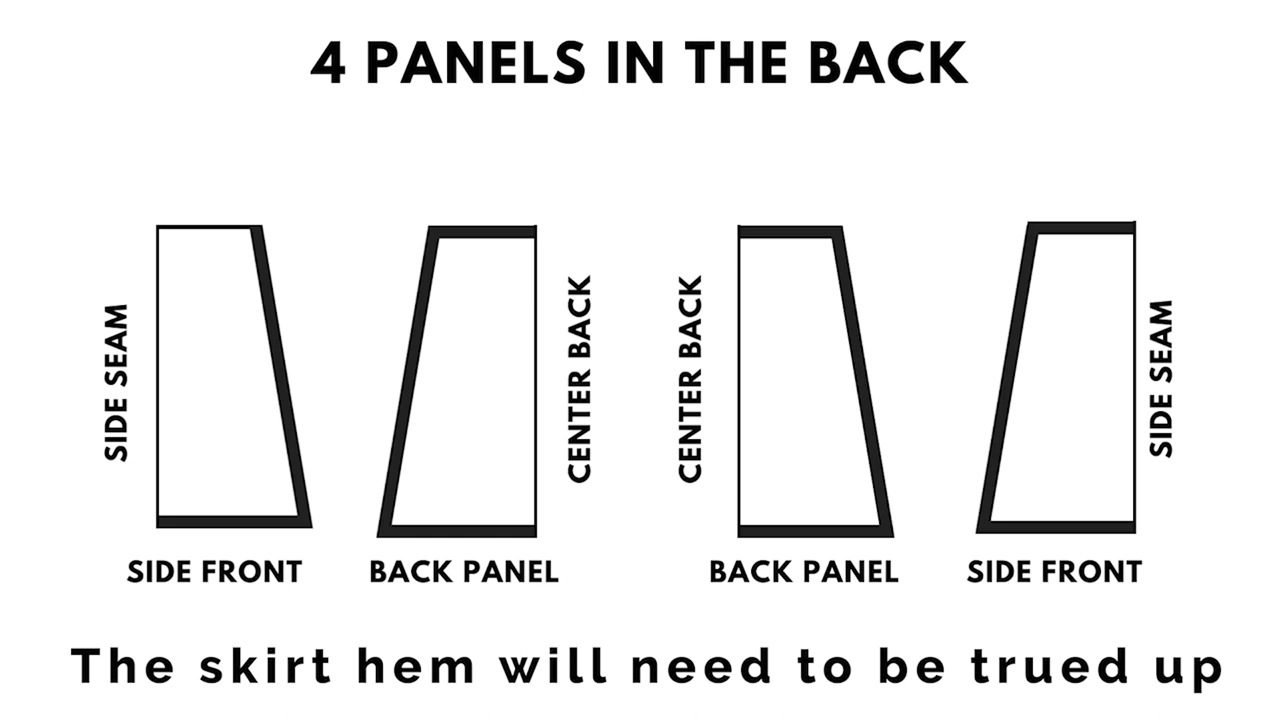 4 PANELS IN THE BACK
SIDE SEAM
CENTER BACK
CENTER BACK
SIDE SEAM
SIDE FRONT
BACK PANEL
BACK PANEL
SIDE FRONT
The skirt hem will need to be trued up